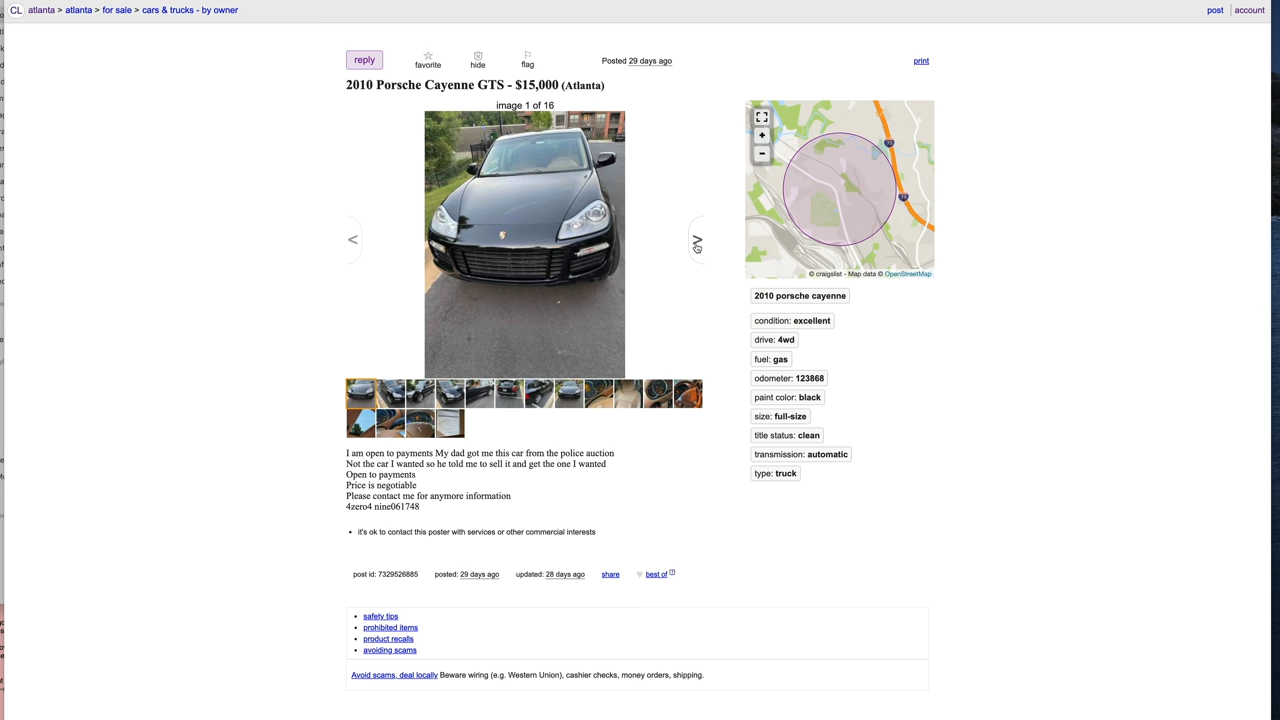 CL atlanta > atlanta > for sale > cars & trucks - by owner
post account
reply favorite hide flag Posted 29 days ago print
2010 Porsche Cayenne GTS - $15,000 (Atlanta)
image 1 of 16
<
>
+
−
75
75
© craigslist - Map data © OpenStreetMap
2010 porsche cayenne
condition: excellent
drive: 4wd
fuel: gas
odometer: 123868
paint color: black
size: full-size
title status: clean
transmission: automatic
type: truck
I am open to payments My dad got me this car from the police auction
Not the car I wanted so he told me to sell it and get the one I wanted
Open to payments
Price is negotiable
Please contact me for anymore information
4zero4 nine061748
• it's ok to contact this poster with services or other commercial interests
post id: 7329526885 posted: 29 days ago updated: 28 days ago share best of [?]
• safety tips
• prohibited items
• product recalls
• avoiding scams
Avoid scams, deal locally Beware wiring (e.g. Western Union), cashier checks, money orders, shipping.